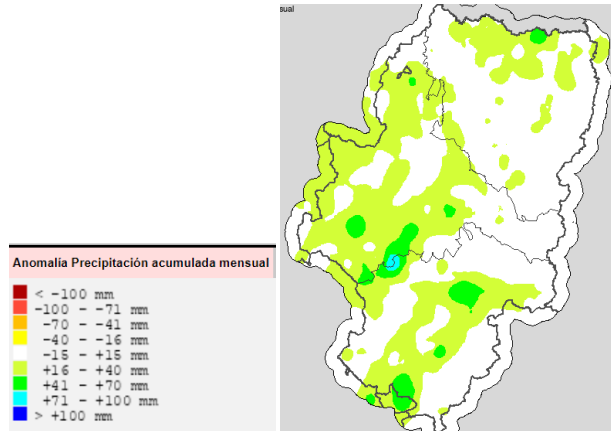 sual
Anomalía Precipitación acumulada mensual
< -100 mm
-100 - -71 mm
-70 - -41 mm
-40 - -16 mm
-15 - +15 mm
+16 - +40 mm
+41 - +70 mm
+71 - +100 mm
> +100 mm